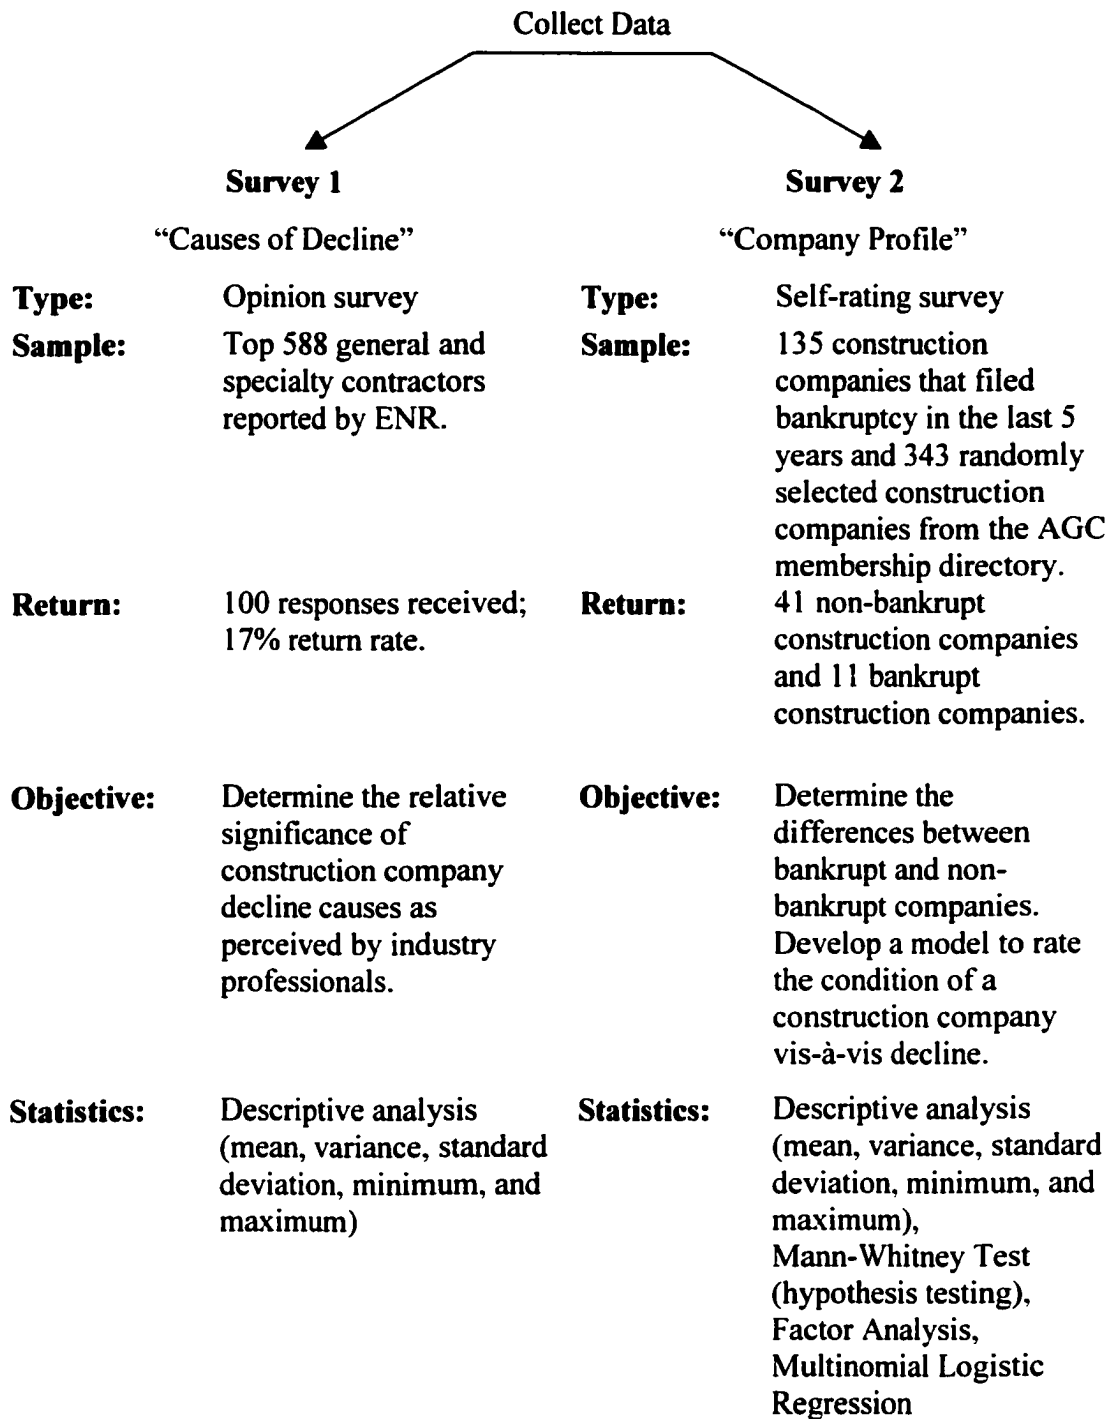 Collect Data
Survey 1
"Causes of Decline"
Type: Opinion survey
Sample: Top 588 general and
specialty contractors
reported by ENR.
Return: 100 responses received;
17% return rate.
Objective: Determine the relative
significance of
construction company
decline causes as
perceived by industry
professionals.
Statistics: Descriptive analysis
(mean, variance, standard
deviation, minimum, and
maximum)
Survey 2
"Company Profile"
Type: Self-rating survey
Sample: 135 construction
companies that filed
bankruptcy in the last 5
years and 343 randomly
selected construction
companies from the AGC
membership directory.
Return: 41 non-bankrupt
construction companies
and 11 bankrupt
construction companies.
Objective: Determine the
differences between
bankrupt and non-
bankrupt companies.
Develop a model to rate
the condition of a
construction company
vis-à-vis decline.
Statistics: Descriptive analysis
(mean, variance, standard
deviation, minimum, and
maximum),
Mann-Whitney Test
(hypothesis testing),
Factor Analysis,
Multinomial Logistic
Regression